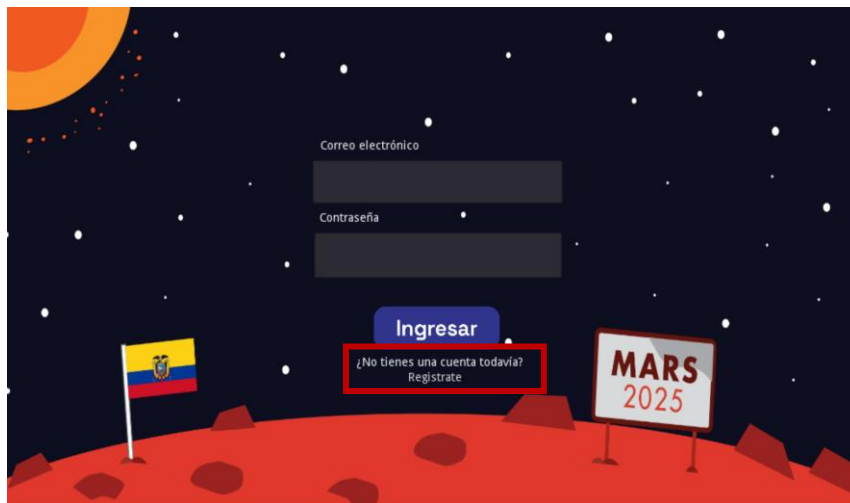 Correo electrónico
Contraseña
Ingresar
¿No tienes una cuenta todavía?
Registrate
MARS
2025